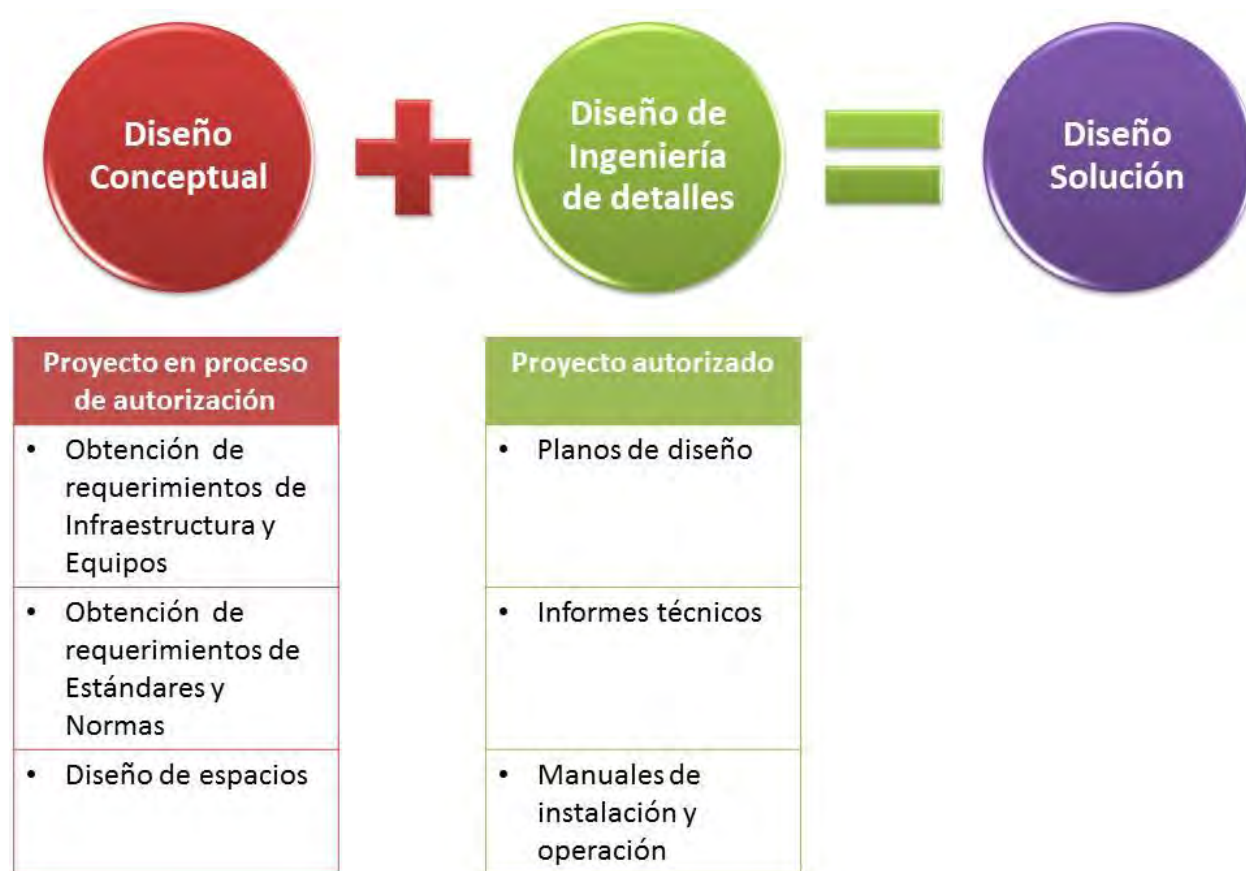 Diseño
Conceptual
Diseño de
Ingeniería
de detalles
Diseño
Solución
Proyecto en proceso
de autorización
• Obtención de
requerimientos de
Infraestructura y
Equipos
• Obtención de
requerimientos de
Estándares y
Normas
• Diseño de espacios
Proyecto autorizado
• Planos de diseño
• Informes técnicos
• Manuales de
instalación y
operación